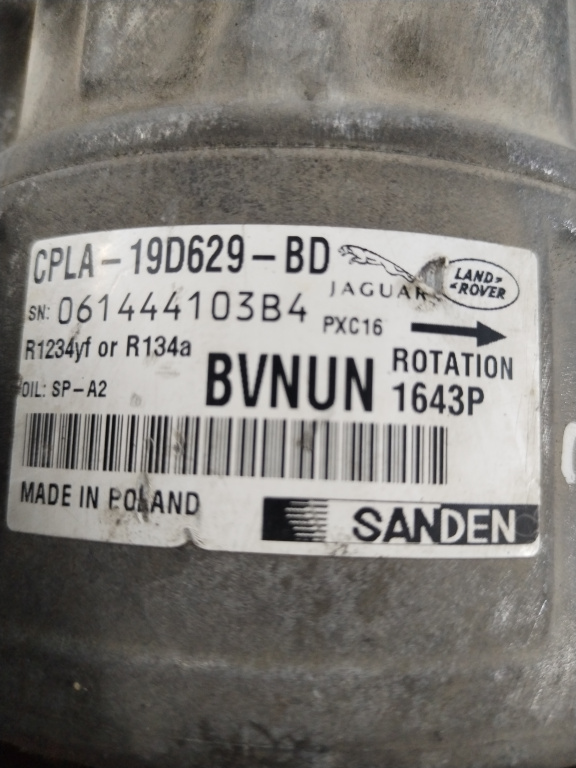 CPLA-19D629-BD
JAGUAR
LAND ROVER
SN: 061444103B4
PXC16
R1234yf or R134a
ROTATION
OIL: SP-A2
BVNUN
1643P
MADE IN POLAND
SANDEN